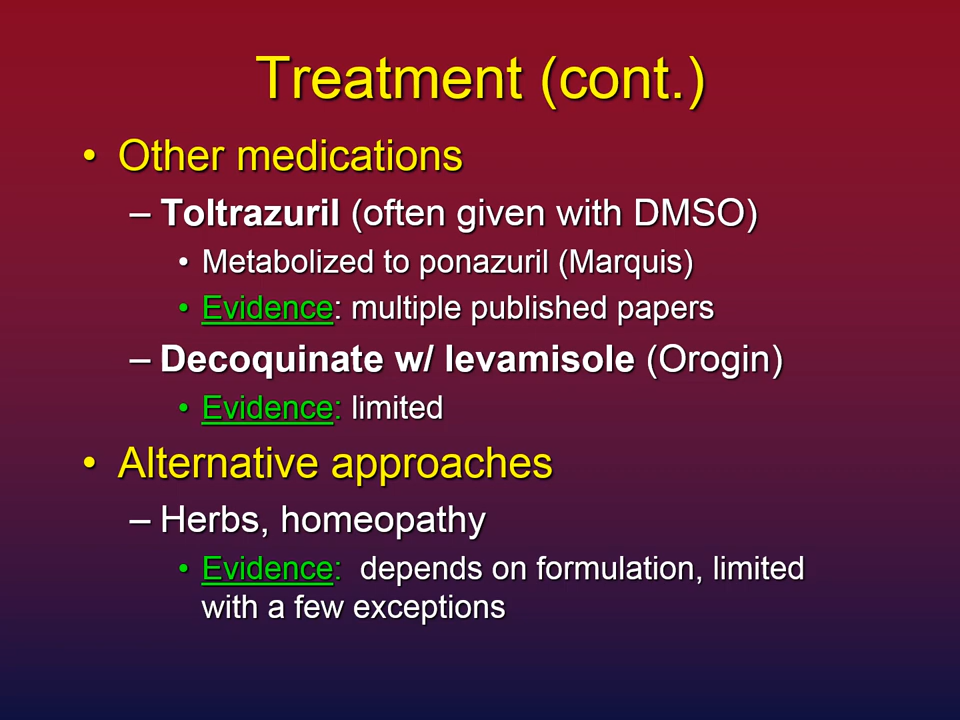 Treatment (cont.)
• Other medications
– Toltrazuril (often given with DMSO)
• Metabolized to ponazuril (Marquis)
• Evidence: multiple published papers
– Decoquinate w/ levamisole (Orogin)
• Evidence: limited
• Alternative approaches
– Herbs, homeopathy
• Evidence: depends on formulation, limited
with a few exceptions